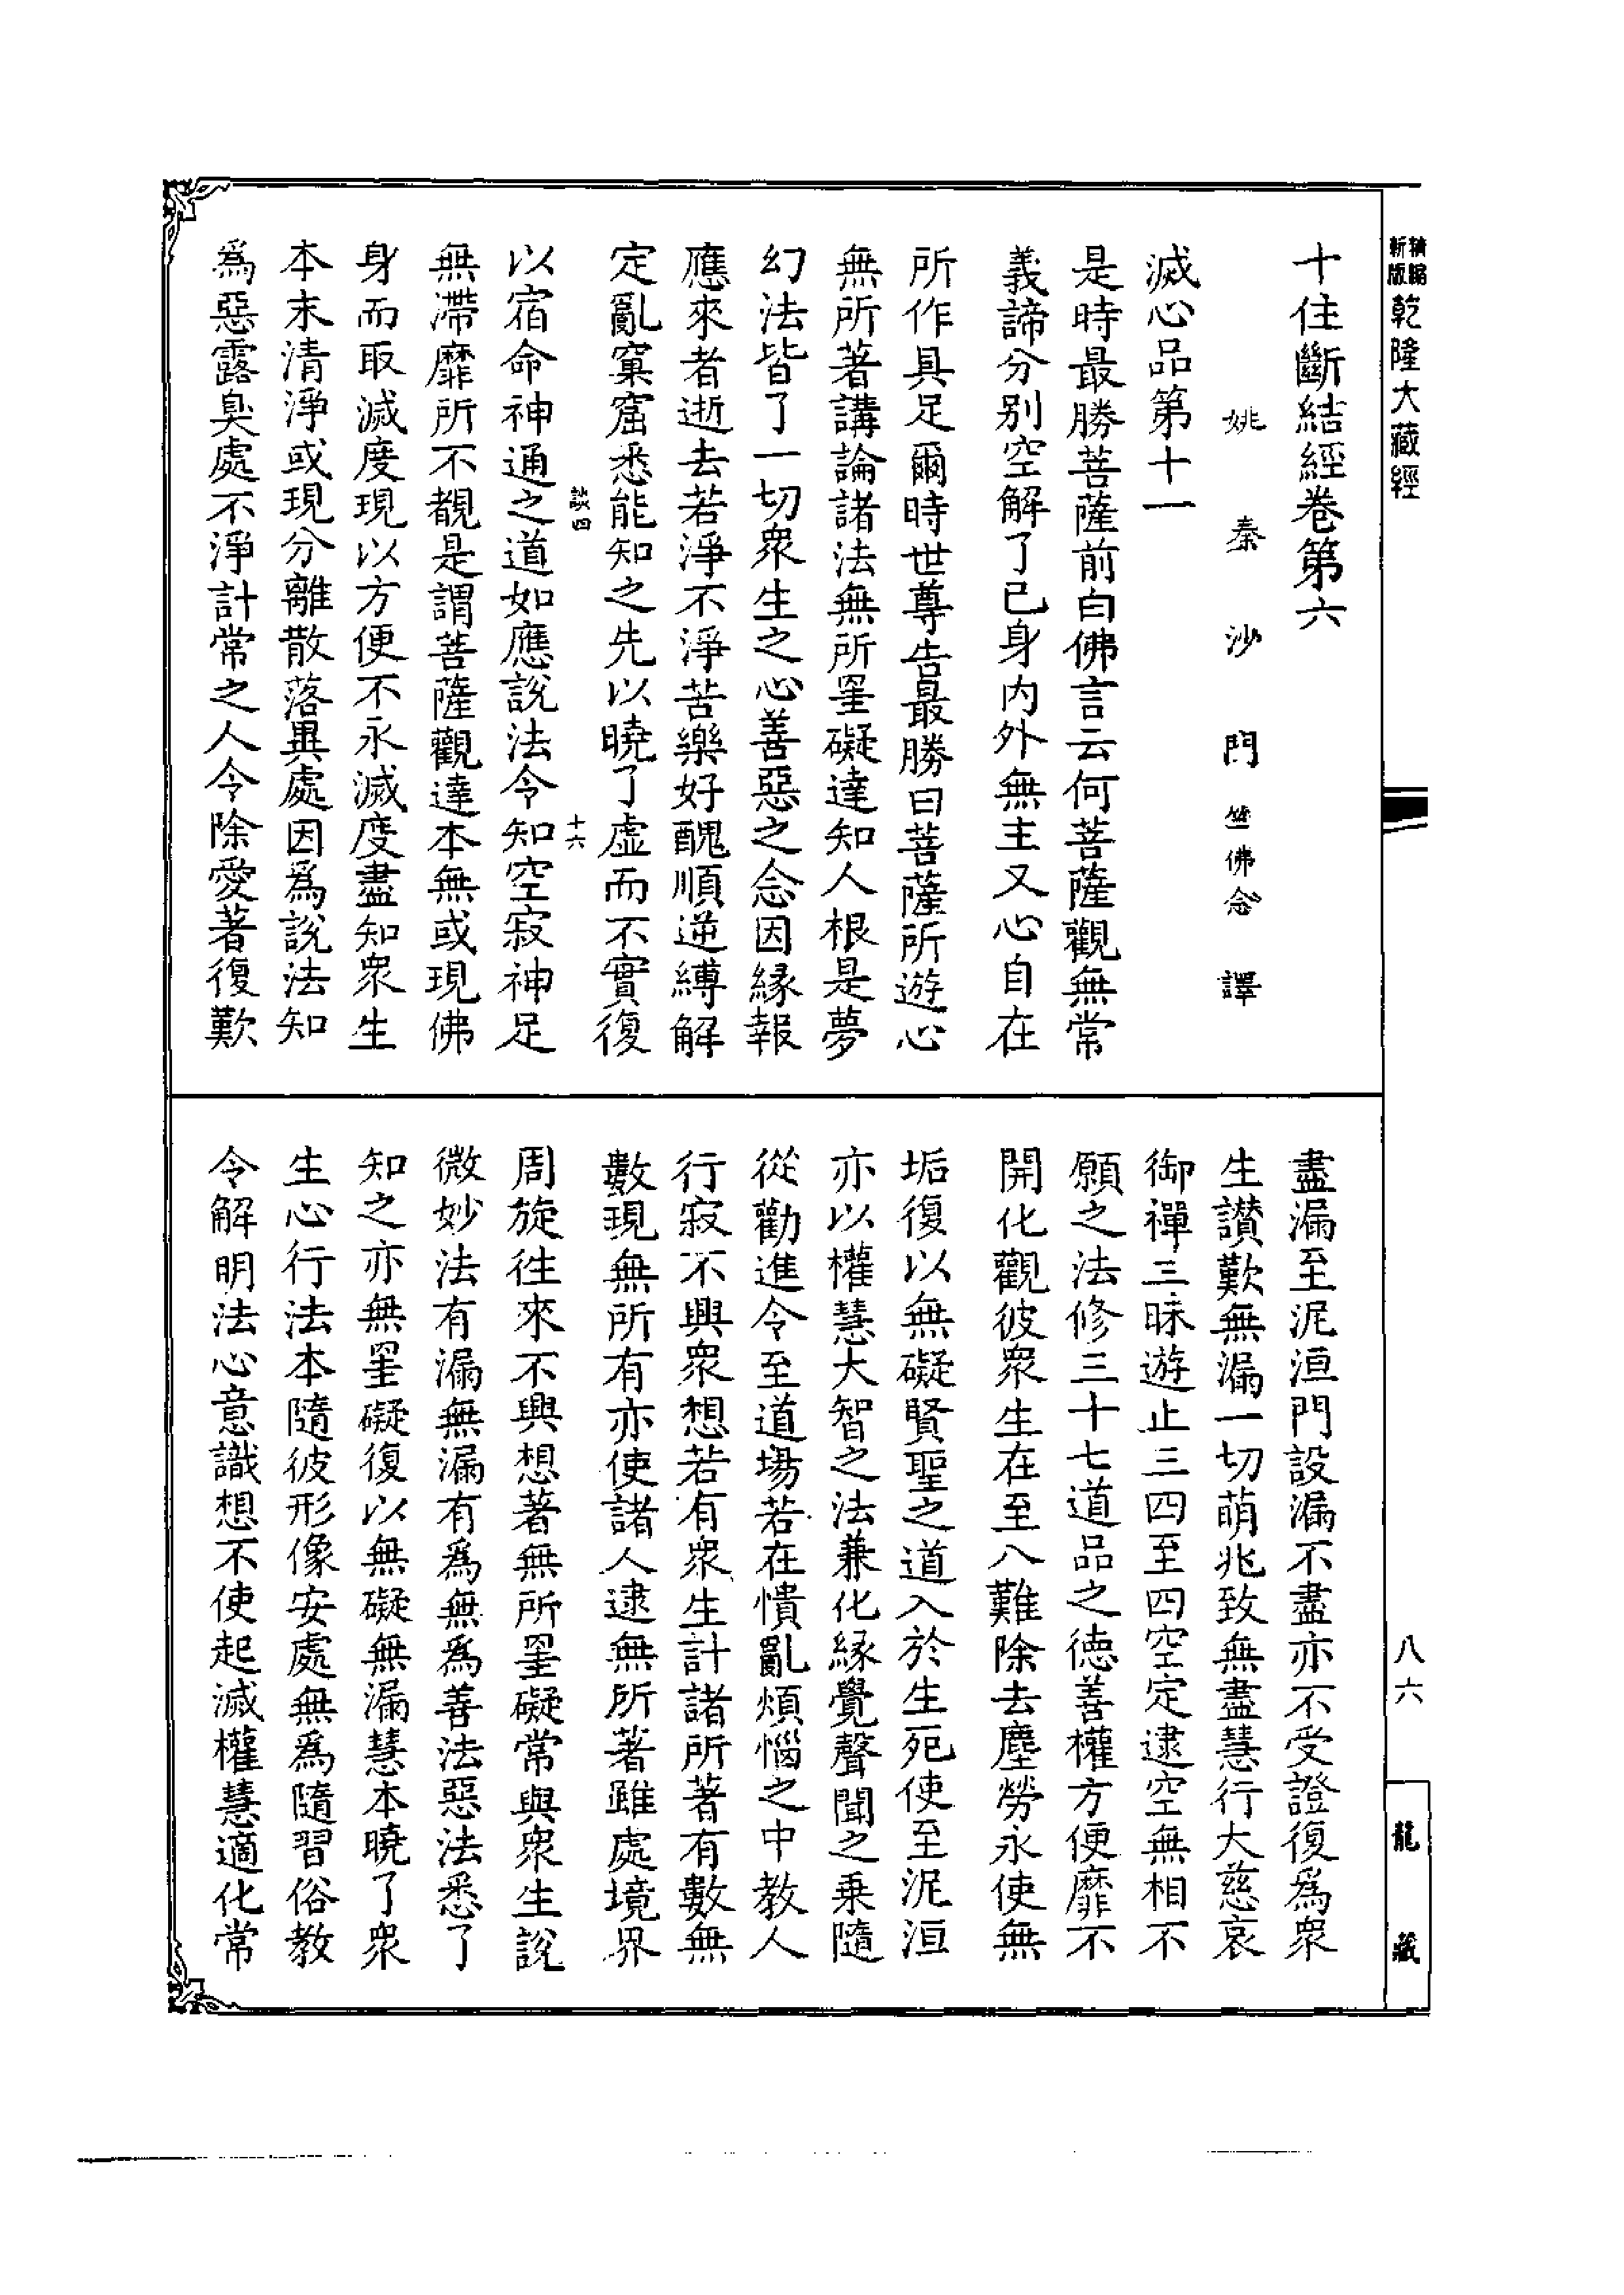 新版精縮乾隆大藏經
十住斷結經卷第六
姚秦沙門竺佛念譯
滅心品第十一
是時最勝菩薩前白佛言云何菩薩觀無常
義諦分別空解了己身內外無主又心自在
所作具足爾時世尊告最勝曰菩薩所遊心
無所著講論諸法無所罣礙達知人根是夢
幻法皆了一切衆生之心善惡之念因緣報
應來者逝去若淨不淨苦樂好醜順逆縛解
定亂窠窟悉能知之先以曉了虛而不實復
談四 十六
以宿命神通之道如應說法令知空寂神足
無滯靡所不覩是謂菩薩觀達本無或現佛
身而取滅度現以方便不永滅度盡知衆生
本末清淨或現分離散落異處因爲說法知
爲惡露臭處不淨計常之人令除愛著復歎
盡漏至泥洹門設漏不盡亦不受證復爲衆
生讚歎無漏一切萌兆致無盡慧行大慈哀
御禪三昧遊止三四至四空定逮空無相不
願之法修三十七道品之德善權方便靡不
開化觀彼衆生在至八難除去塵勞永使無
垢復以無礙賢聖之道入於生死使至泥洹
亦以權慧大智之法兼化緣覺聲聞之乗隨
從勸進令至道場若在憒亂煩惱之中教人
行寂不興衆想若有衆生計諸所著有數無
數現無所有亦使諸人逮無所著雖處境界
周旋往來不興想著無所罣礙常與衆生說
微妙法有漏無漏有爲無爲善法惡法悉了
知之亦無罣礙復以無礙無漏慧本曉了衆
生心行法本隨彼形像安處無爲隨習俗教
令解明法心意識想不使起滅權慧適化常
八六
龍藏